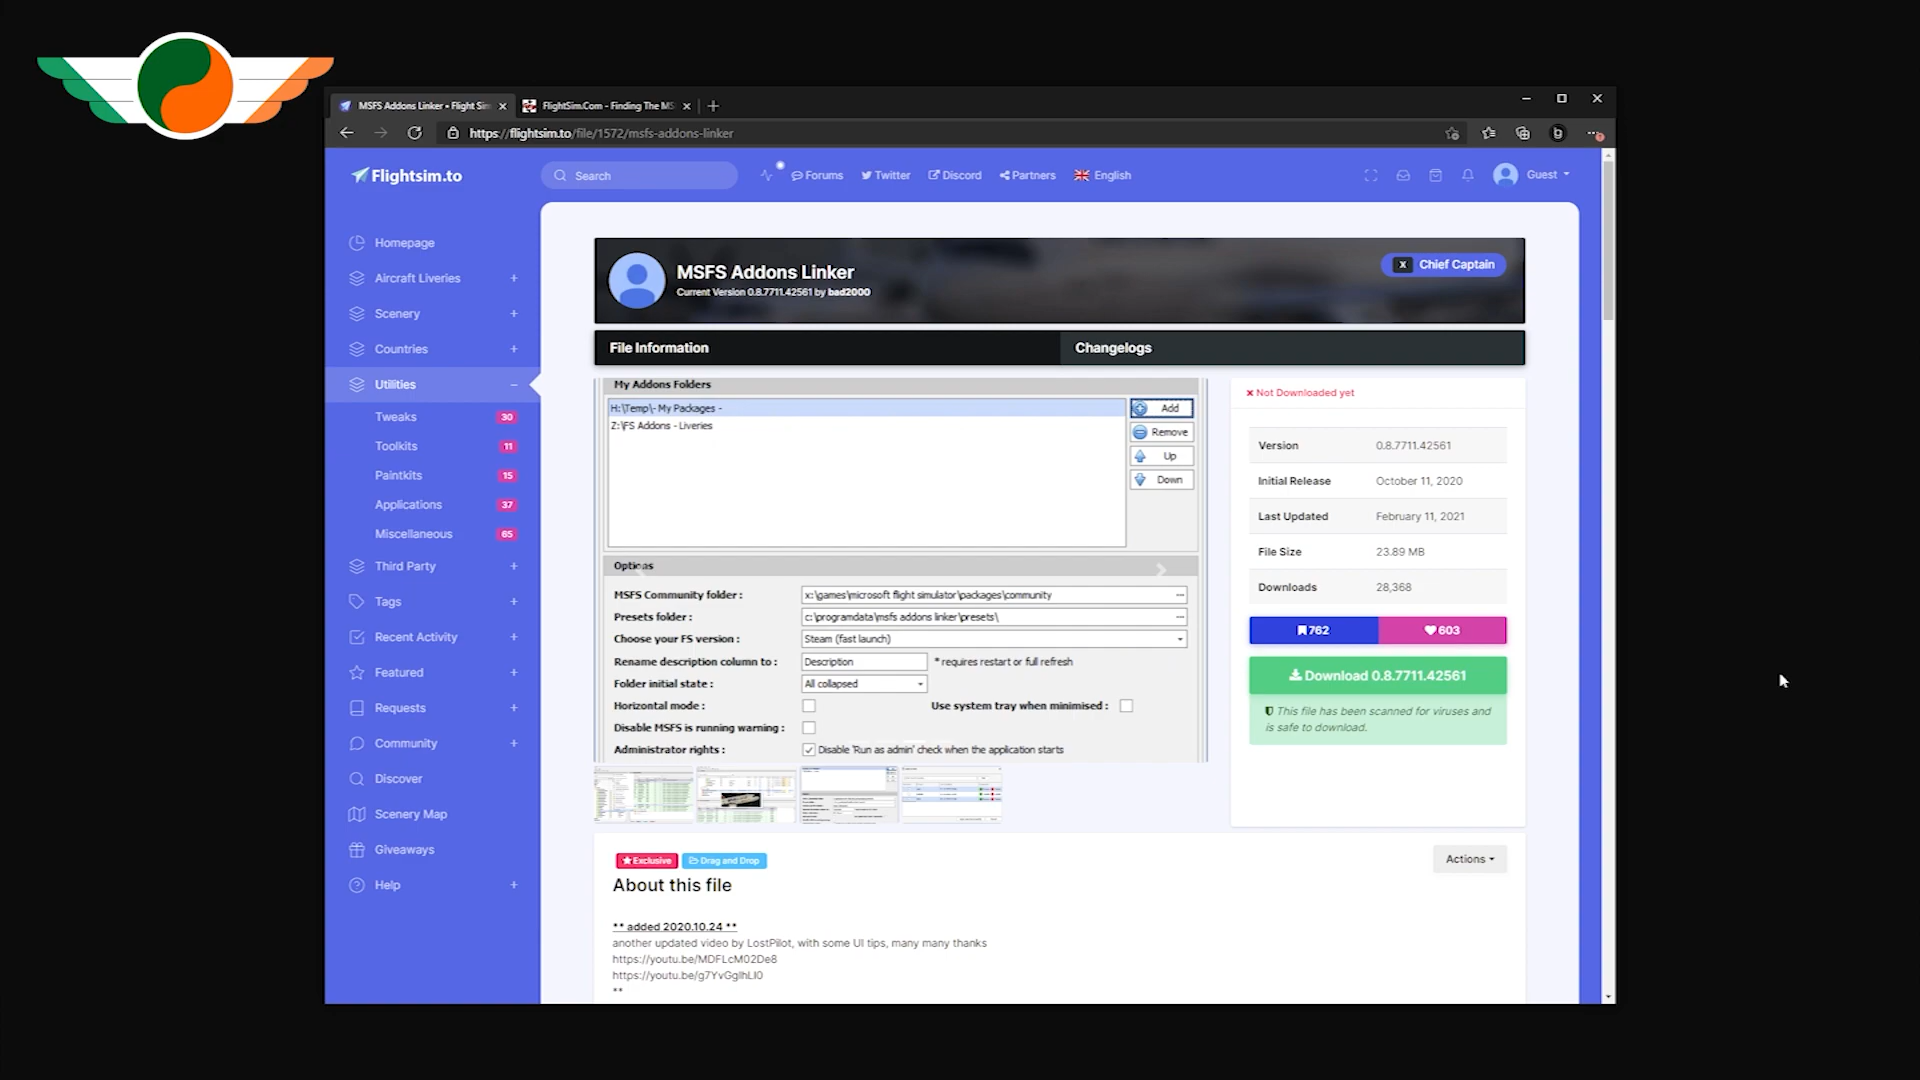 MSFS Addons Linker • Flight Sim
FlightSim.Com - Finding The MS
https://flightsim.to/file/1572/msfs-addons-linker
Flightsim.to
Search
Forums
Twitter
Discord
Partners
English
Guest
Homepage
Aircraft Liveries +
Scenery +
Countries +
Utilities −
Tweaks 30
Toolkits 11
Paintkits 15
Applications 37
Miscellaneous 65
Third Party +
Tags +
Recent Activity +
Featured +
Requests +
Community +
Discover
Scenery Map
Giveaways
Help +
MSFS Addons Linker
Current Version 0.8.7711.42561 by bad2000
X Chief Captain
File Information
Changelogs
My Addons Folders
H:\Temp\- My Packages -
Z:\FS Addons - Liveries
Add
Remove
Up
Down
Options
MSFS Community folder : x:\games\microsoft flight simulator\packages\community
Presets folder : c:\programdata\msfs addons linker\presets\
Choose your FS version : Steam (fast launch)
Rename description column to : Description * requires restart or full refresh
Folder initial state : All collapsed
Horizontal mode : Use system tray when minimised :
Disable MSFS is running warning :
Administrator rights : Disable 'Run as admin' check when the application starts
Not Downloaded yet
Version 0.8.7711.42561
Initial Release October 11, 2020
Last Updated February 11, 2021
File Size 23.89 MB
Downloads 28,368
762
603
Download 0.8.7711.42561
This file has been scanned for viruses and
is safe to download.
Exclusive
Drag and Drop
Actions
About this file
** added 2020.10.24 **
another updated video by LostPilot, with some UI tips, many many thanks
https://youtu.be/MDFLcM02De8
https://youtu.be/g7YvGglhLI0
**